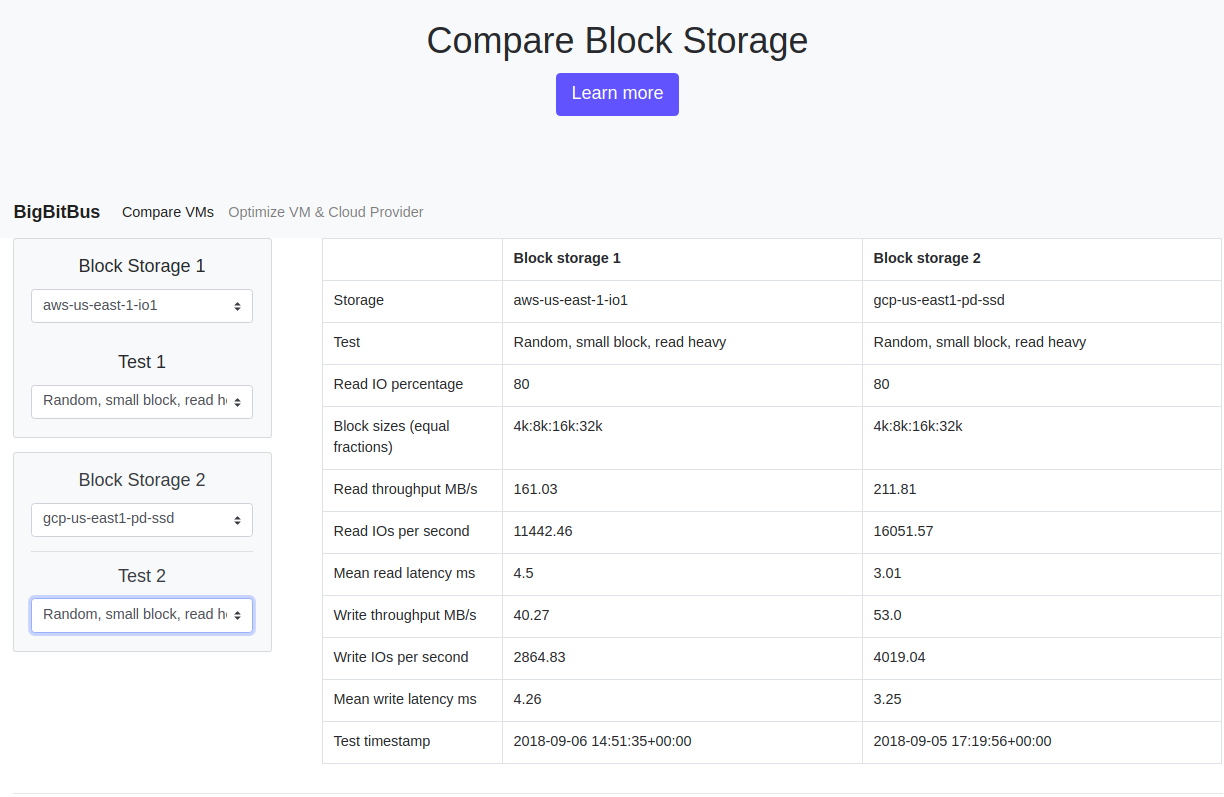 Compare Block Storage
Learn more
BigBitBus Compare VMs Optimize VM & Cloud Provider
Block Storage 1
aws-us-east-1-io1
Test 1
Random, small block, read h
Block Storage 2
gcp-us-east1-pd-ssd
Test 2
Random, small block, read h
Block storage 1 Block storage 2
Storage aws-us-east-1-io1 gcp-us-east1-pd-ssd
Test Random, small block, read heavy Random, small block, read heavy
Read IO percentage 80 80
Block sizes (equal 4k:8k:16k:32k 4k:8k:16k:32k
fractions)
Read throughput MB/s 161.03 211.81
Read IOs per second 11442.46 16051.57
Mean read latency ms 4.5 3.01
Write throughput MB/s 40.27 53.0
Write IOs per second 2864.83 4019.04
Mean write latency ms 4.26 3.25
Test timestamp 2018-09-06 14:51:35+00:00 2018-09-05 17:19:56+00:00